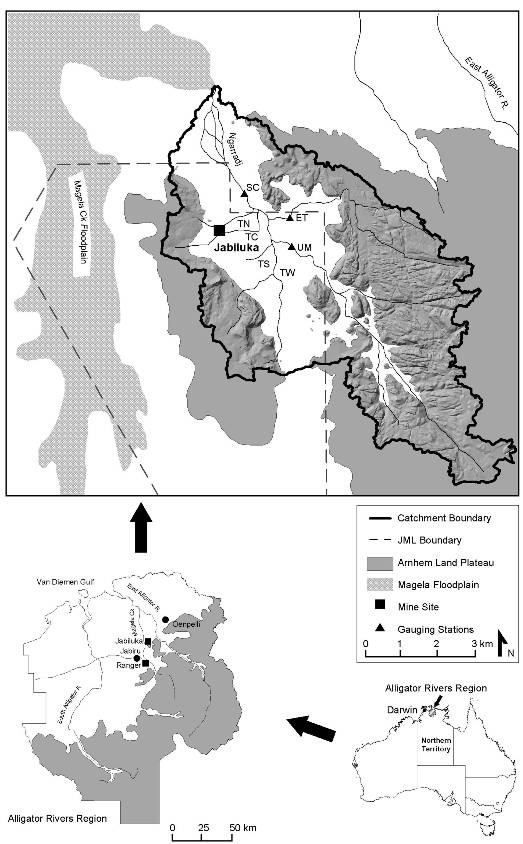 East Alligator R.
Ngarradj
SC
Magela Ck Floodplain
TN
ET
TC
Jabiluka
UM
TS
TW
Catchment Boundary
JML Boundary
Arnhem Land Plateau
Magela Floodplain
Mine Site
Gauging Stations
0 1 2 3 km
N
Van Diemen Gulf
East Alligator R.
Magela Ck
Oenpelli
Jabiluka
Jabiru
Ranger
South Alligator R.
Alligator Rivers Region
0 25 50 km
Alligator Rivers Region
Darwin
Northern
Territory